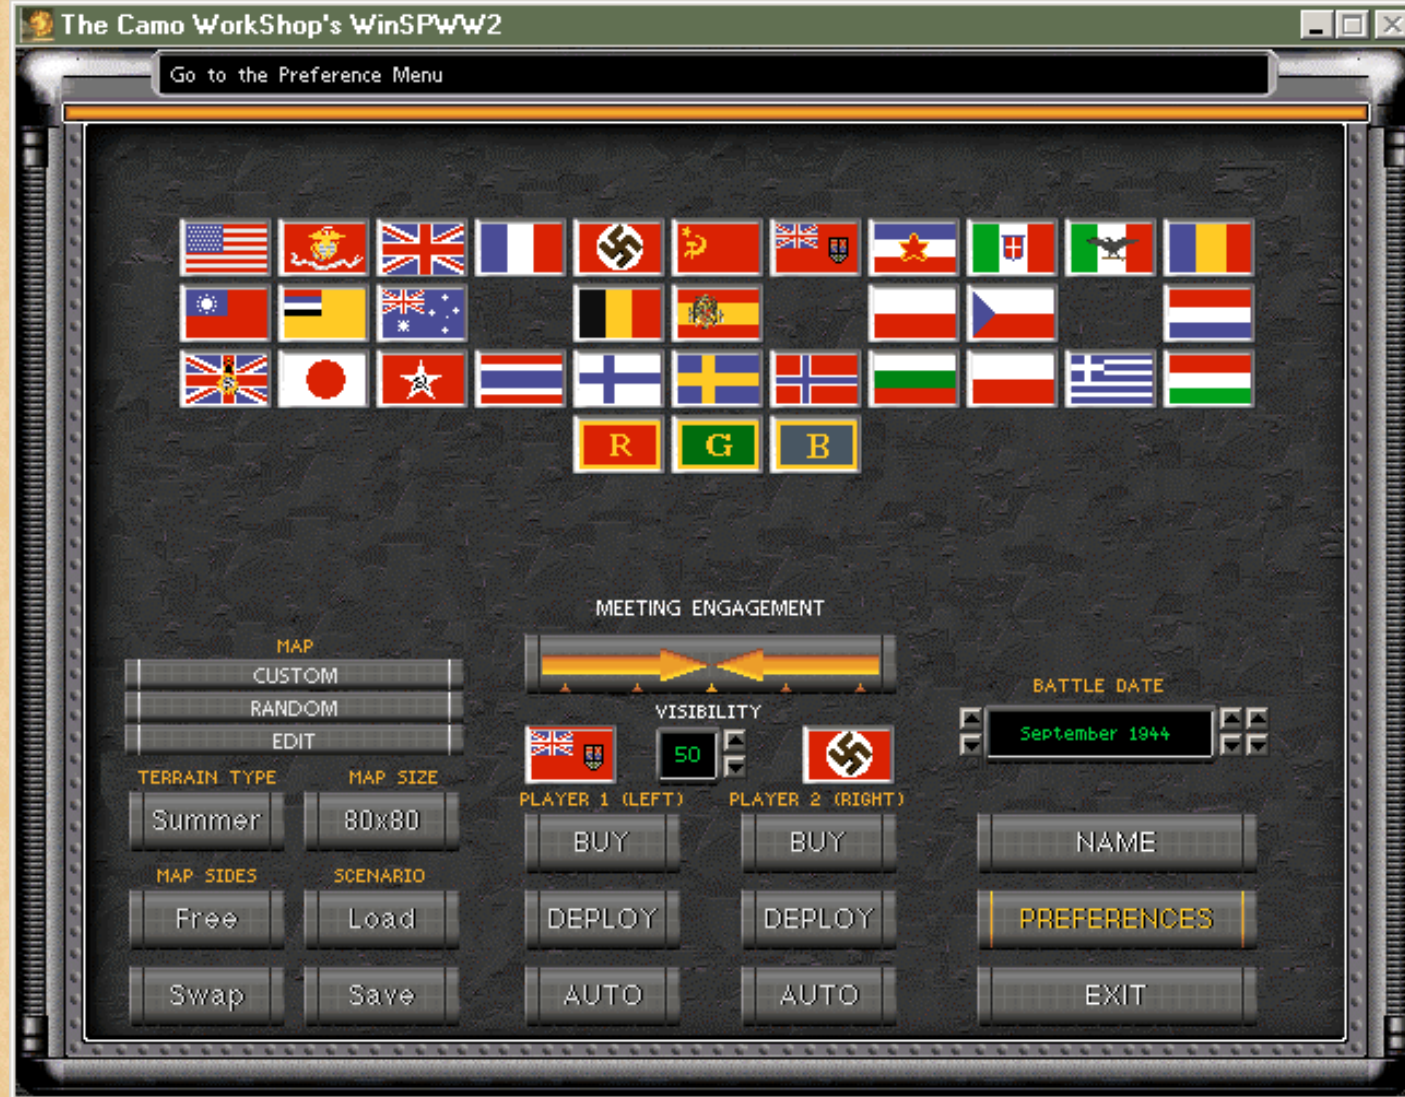 The Camo WorkShop's WinSPWW2
Go to the Preference Menu
R G B
MEETING ENGAGEMENT
MAP
CUSTOM
RANDOM
EDIT
VISIBILITY
50
BATTLE DATE
September 1944
TERRAIN TYPE MAP SIZE
Summer 80x80
PLAYER 1 (LEFT) PLAYER 2 (RIGHT)
BUY BUY
NAME
MAP SIDES SCENARIO
Free Load
DEPLOY DEPLOY
PREFERENCES
Swap Save
AUTO AUTO
EXIT